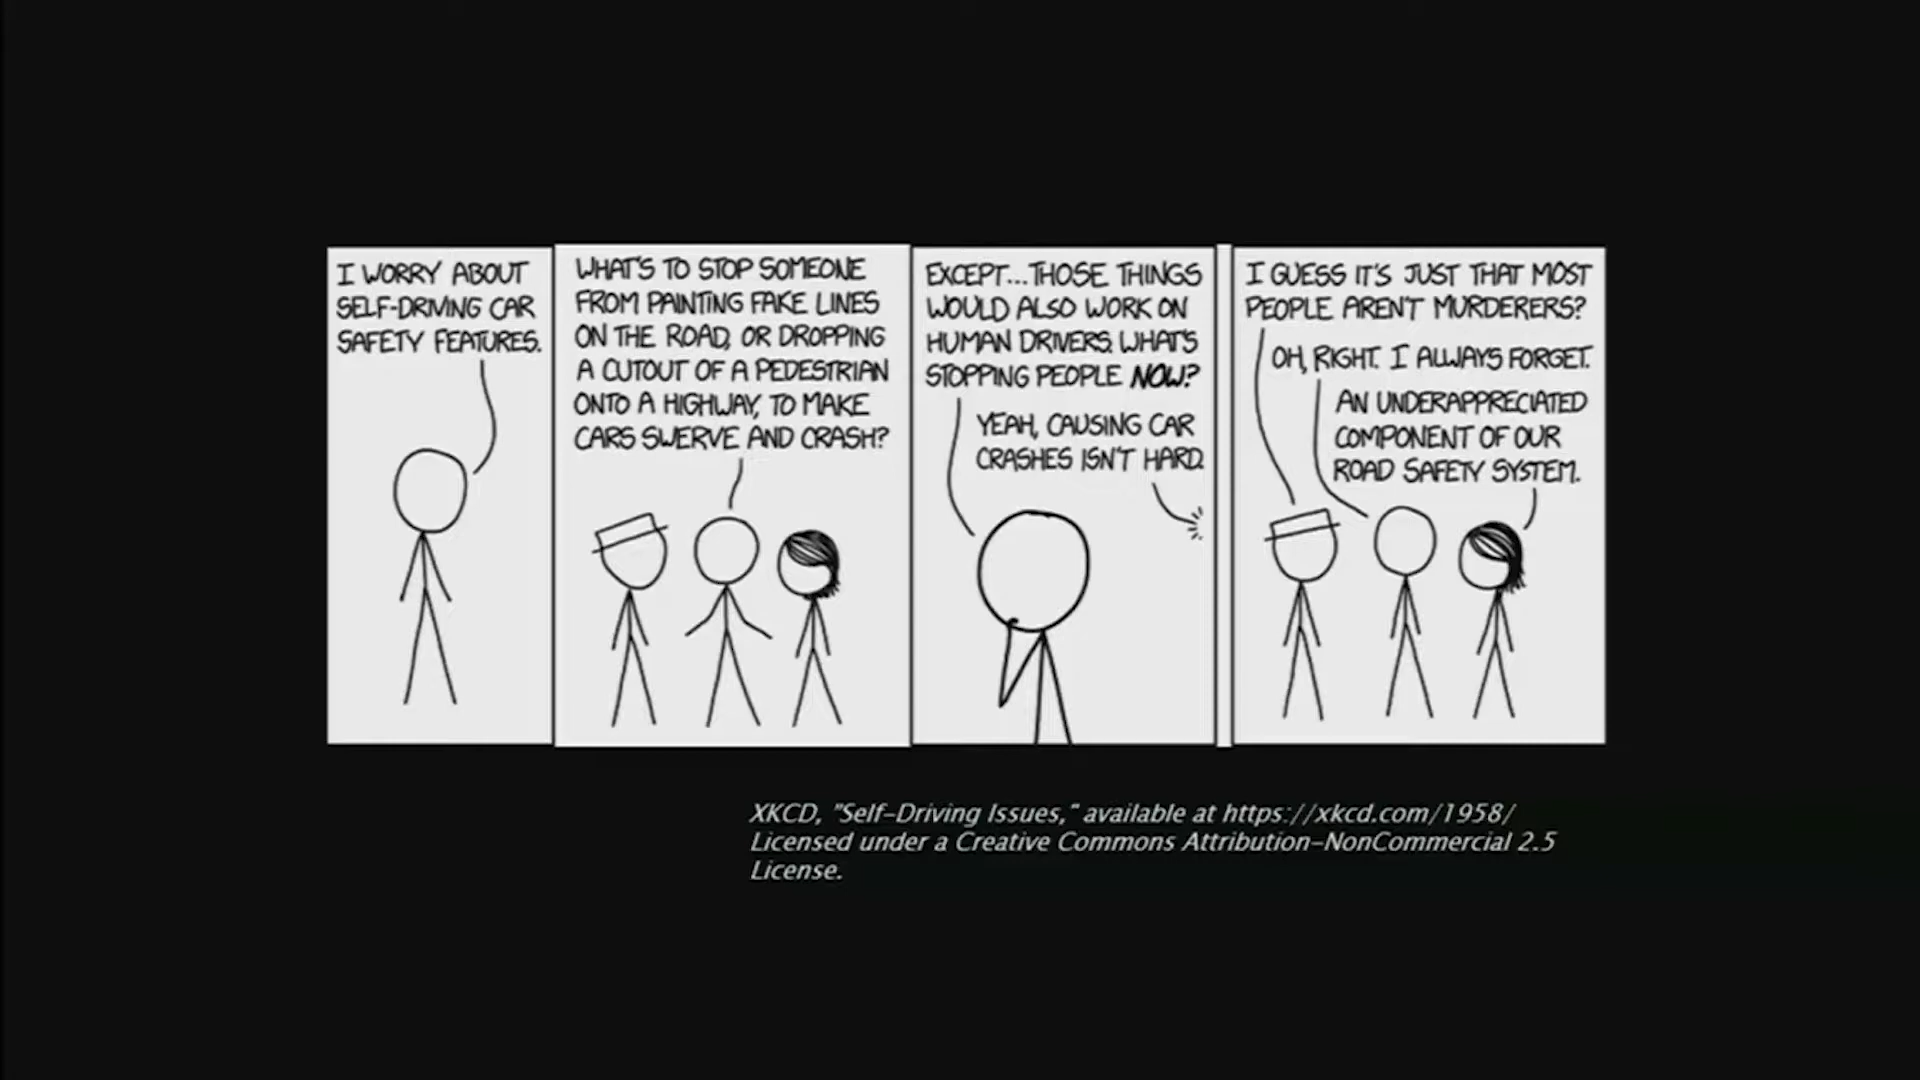 I WORRY ABOUT
SELF-DRIVING CAR
SAFETY FEATURES.
WHAT'S TO STOP SOMEONE
FROM PAINTING FAKE LINES
ON THE ROAD, OR DROPPING
A CUTOUT OF A PEDESTRIAN
ONTO A HIGHWAY, TO MAKE
CARS SWERVE AND CRASH?
EXCEPT...THOSE THINGS
WOULD ALSO WORK ON
HUMAN DRIVERS. WHAT'S
STOPPING PEOPLE NOW?
YEAH, CAUSING CAR
CRASHES ISN'T HARD.
I GUESS IT'S JUST THAT MOST
PEOPLE AREN'T MURDERERS?
OH, RIGHT. I ALWAYS FORGET.
AN UNDERAPPRECIATED
COMPONENT OF OUR
ROAD SAFETY SYSTEM.
XKCD, "Self-Driving Issues," available at https://xkcd.com/1958/
Licensed under a Creative Commons Attribution-NonCommercial 2.5
License.